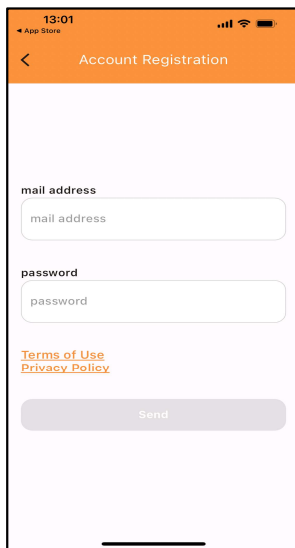 13:01
◀ App Store
Account Registration
mail address
mail address
password
password
Terms of Use
Privacy Policy
Send